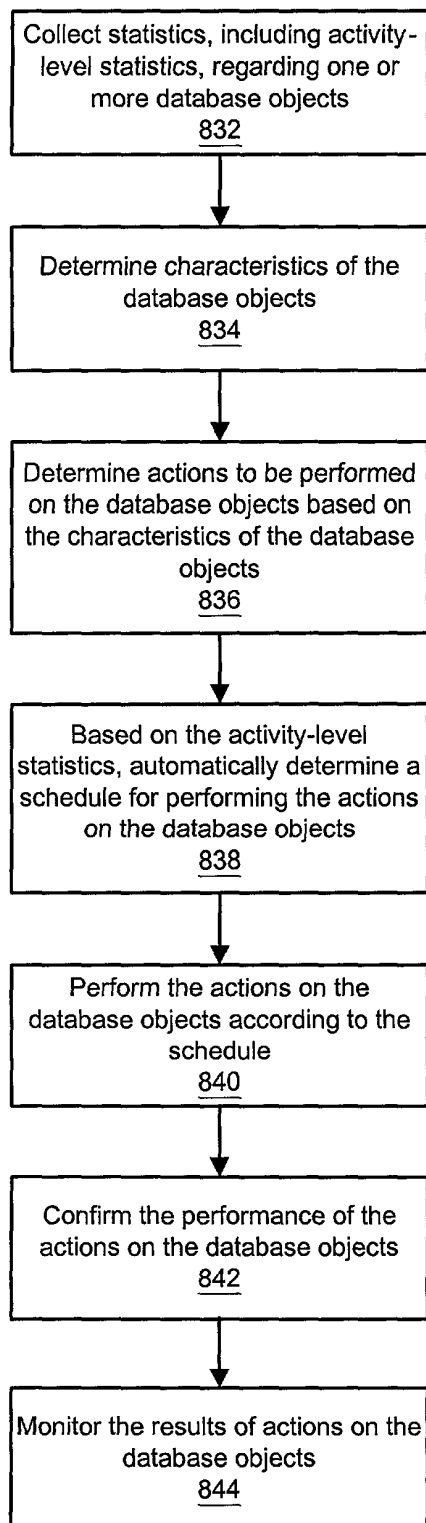 Collect statistics, including activity-
level statistics, regarding one or
more database objects
832
Determine characteristics of the
database objects
834
Determine actions to be performed
on the database objects based on
the characteristics of the database
objects
836
Based on the activity-level
statistics, automatically determine a
schedule for performing the actions
on the database objects
838
Perform the actions on the
database objects according to the
schedule
840
Confirm the performance of the
actions on the database objects
842
Monitor the results of actions on the
database objects
844